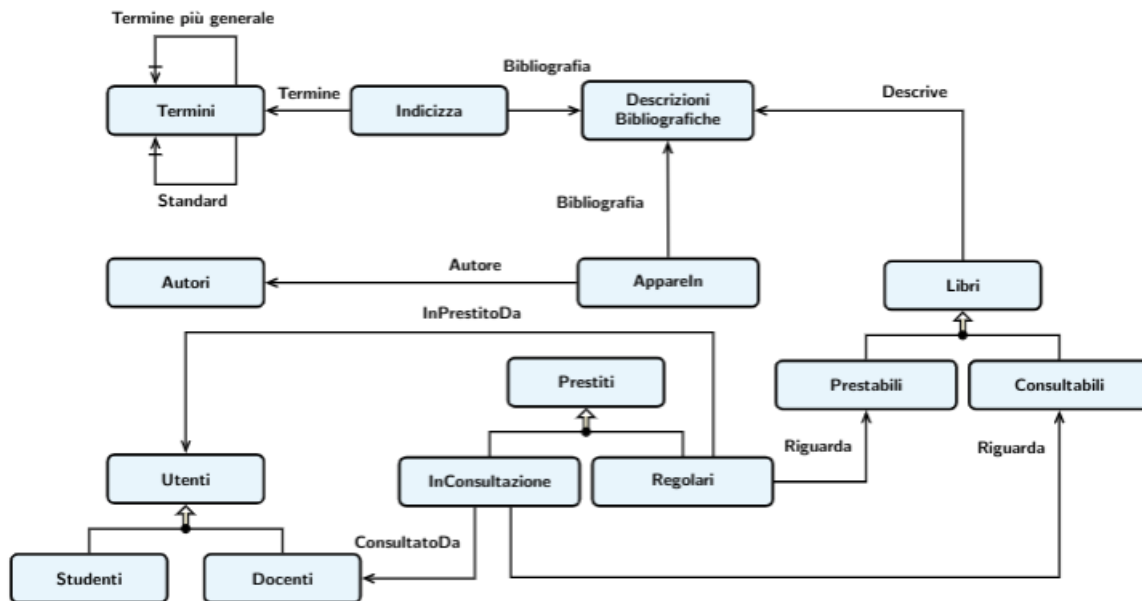 Termine più generale
Bibliografia
Termine
Descrive
Termini
Indicizza
Descrizioni
Bibliografiche
Standard
Bibliografia
Autore
Autori
AppareIn
Libri
InPrestitoDa
Prestiti
Prestabili
Consultabili
Riguarda
Riguarda
Utenti
InConsultazione
Regolari
ConsultatoDa
Studenti
Docenti